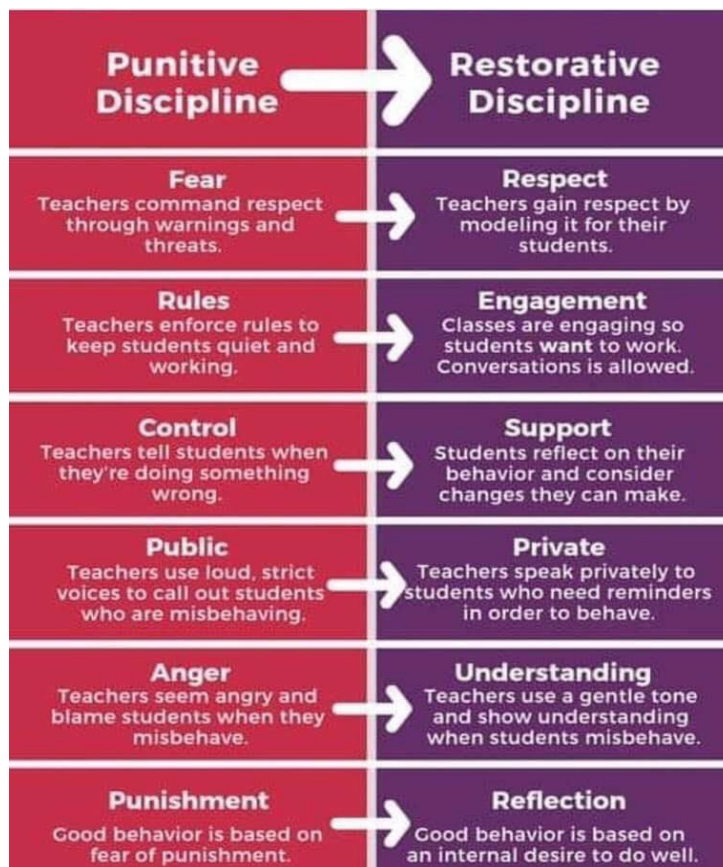 Punitive
Discipline
Restorative
Discipline
Fear
Teachers command respect
through warnings and
threats.
Respect
Teachers gain respect by
modeling it for their
students.
Rules
Teachers enforce rules to
keep students quiet and
working.
Engagement
Classes are engaging so
students want to work.
Conversations is allowed.
Control
Teachers tell students when
they're doing something
wrong.
Support
Students reflect on their
behavior and consider
changes they can make.
Public
Teachers use loud, strict
voices to call out students
who are misbehaving.
Private
Teachers speak privately to
students who need reminders
in order to behave.
Anger
Teachers seem angry and
blame students when they
misbehave.
Understanding
Teachers use a gentle tone
and show understanding
when students misbehave.
Punishment
Good behavior is based on
fear of punishment.
Reflection
Good behavior is based on
an internal desire to do well.